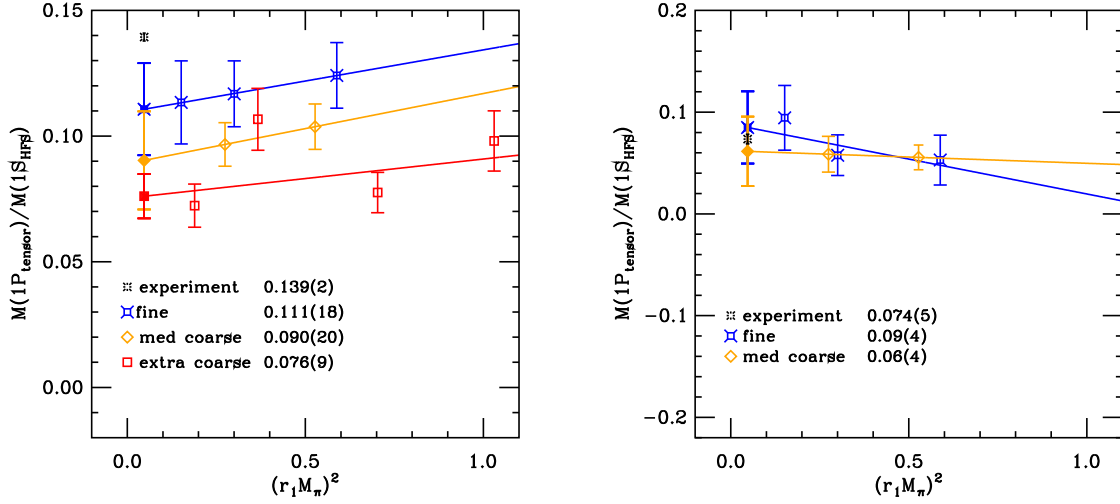 0.15
0.10
0.05
0.00
M(1P_tensor)/M(1S_HFS)
experiment 0.139(2)
fine 0.111(18)
med coarse 0.090(20)
extra coarse 0.076(9)
0.0 0.5 1.0
(r_1M_π)^2
0.2
0.1
0.0
−0.1
−0.2
M(1P_tensor)/M(1S_HFS)
experiment 0.074(5)
fine 0.09(4)
med coarse 0.06(4)
0.0 0.5 1.0
(r_1M_π)^2